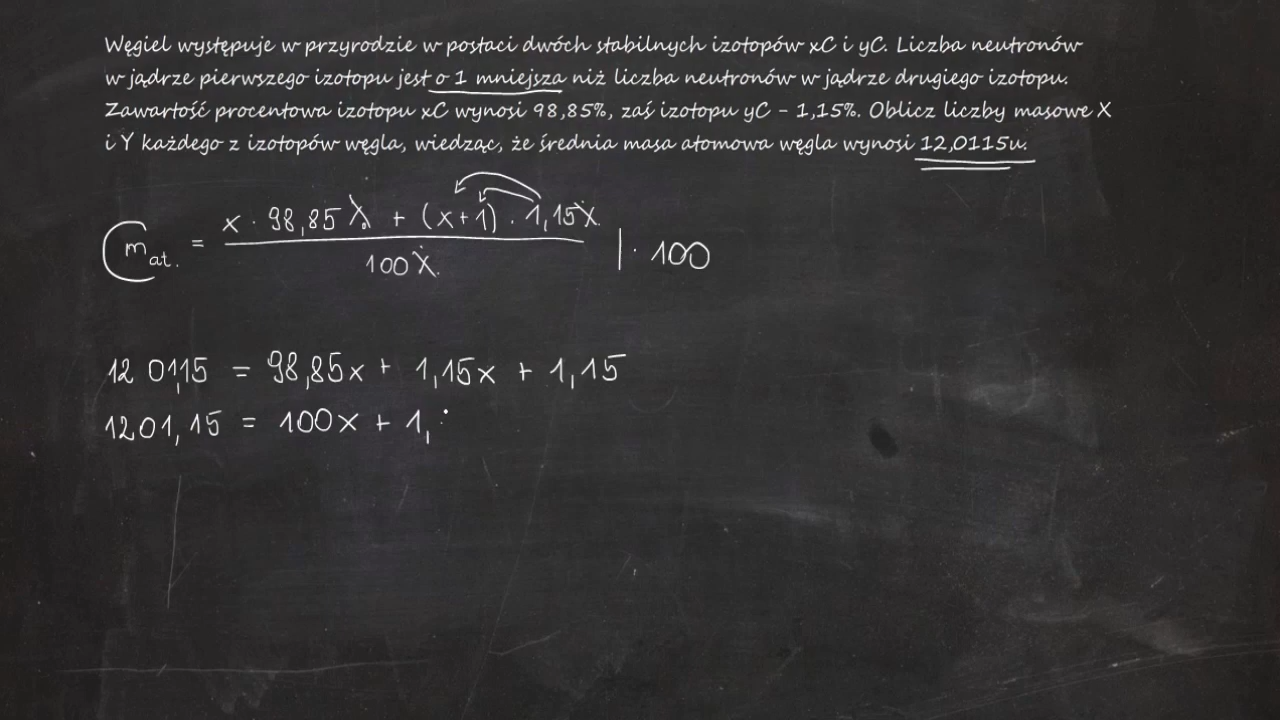 Węgiel występuje w przyrodzie w postaci dwóch stabilnych izotopów xC i yC. Liczba neutronów
w jądrze pierwszego izotopu jest o 1 mniejsza niż liczba neutronów w jądrze drugiego izotopu.
Zawartość procentowa izotopu xC wynosi 98,85%, zaś izotopu yC - 1,15%. Oblicz liczby masowe X
i Y każdego z izotopów węgla, wiedząc, że średnia masa atomowa węgla wynosi 12,0115u.
m at. = x · 98,85 % + (x+1) · 1,15 %
100 %
| · 100
12 01,15 = 98,85x + 1,15x + 1,15
1201,15 = 100x + 1,